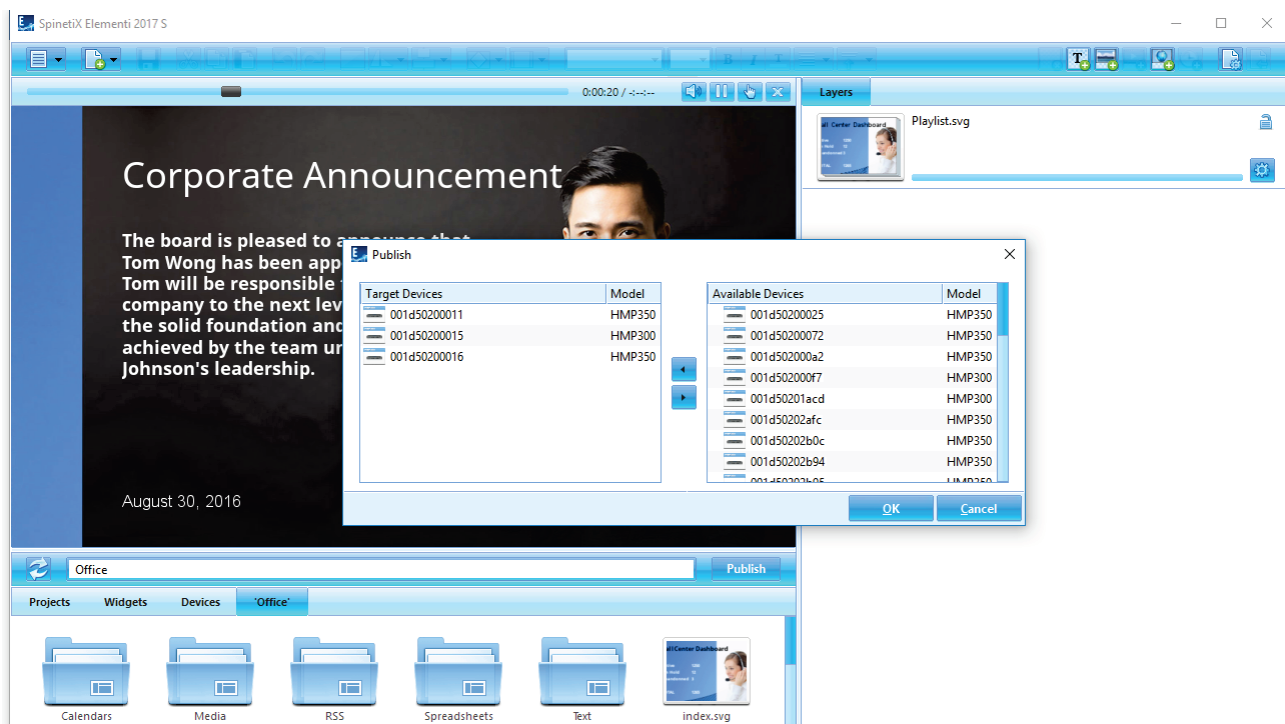 SpinetiX Elementi 2017 S
0:00:20 / -:--:--
Layers
Playlist.svg
Corporate Announcement
The board is pleased to announce that
Tom Wong has been app
Tom will be responsible
company to the next lev
the solid foundation and
achieved by the team un
Johnson's leadership.
August 30, 2016
Publish
Target Devices Model
001d50200011 HMP350
001d50200015 HMP300
001d50200016 HMP350
Available Devices Model
001d50200025 HMP350
001d50200072 HMP350
001d502000a2 HMP350
001d502000f7 HMP300
001d50201acd HMP300
001d50202afc HMP350
001d50202b0c HMP350
001d50202b94 HMP350
OK Cancel
Office
Publish
Projects Widgets Devices 'Office'
Calendars Media RSS Spreadsheets Text index.svg